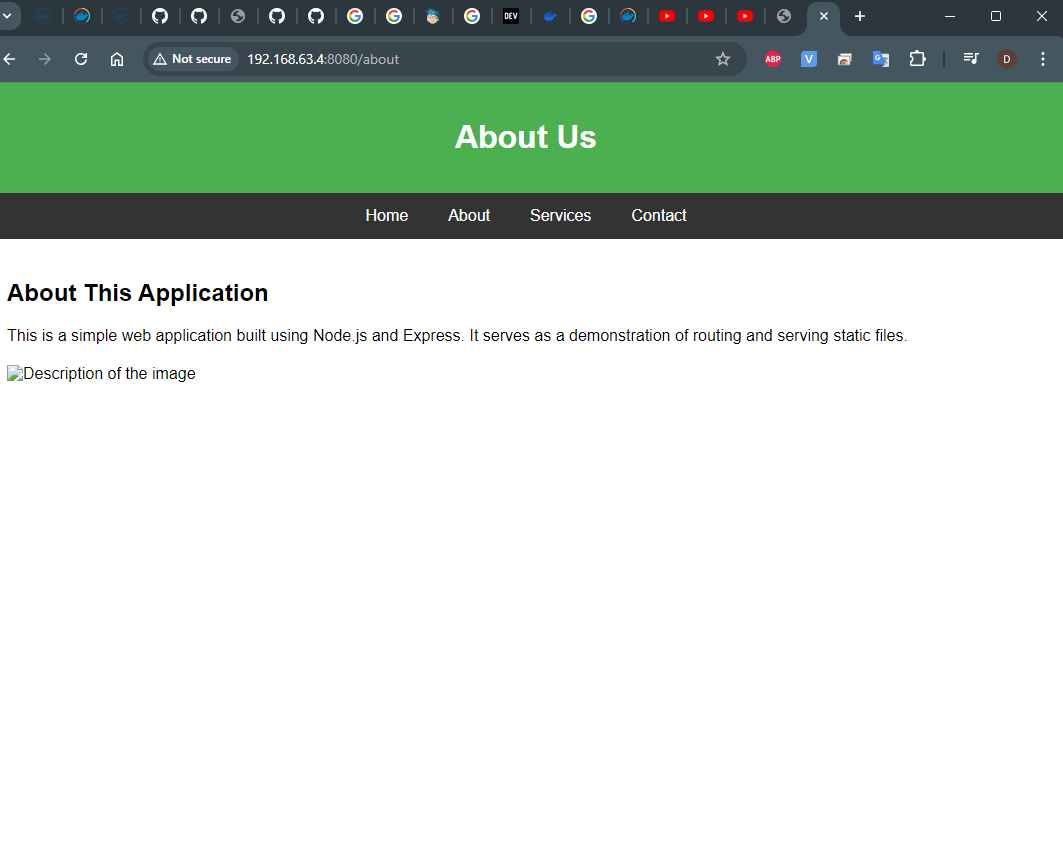 DEV
Not secure
192.168.63.4:8080/about
ABP
V
G
D
About Us
Home About Services Contact
About This Application
This is a simple web application built using Node.js and Express. It serves as a demonstration of routing and serving static files.
Description of the image